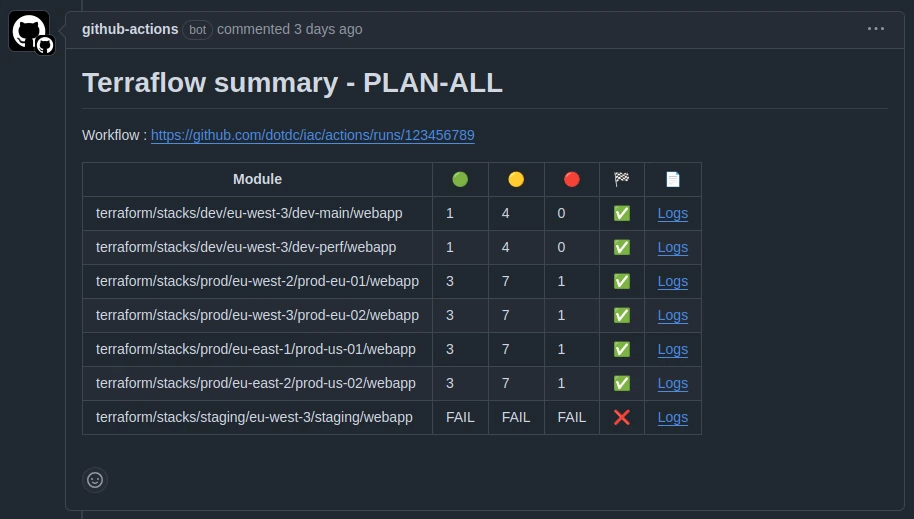 github-actions bot commented 3 days ago
Terraflow summary - PLAN-ALL
Workflow : https://github.com/dotdc/iac/actions/runs/123456789
Module 🟢 🟡 🔴 🏁 📄
terraform/stacks/dev/eu-west-3/dev-main/webapp 1 4 0 ✅ Logs
terraform/stacks/dev/eu-west-3/dev-perf/webapp 1 4 0 ✅ Logs
terraform/stacks/prod/eu-west-2/prod-eu-01/webapp 3 7 1 ✅ Logs
terraform/stacks/prod/eu-west-3/prod-eu-02/webapp 3 7 1 ✅ Logs
terraform/stacks/prod/eu-east-1/prod-us-01/webapp 3 7 1 ✅ Logs
terraform/stacks/prod/eu-east-2/prod-us-02/webapp 3 7 1 ✅ Logs
terraform/stacks/staging/eu-west-3/staging/webapp FAIL FAIL FAIL ❌ Logs